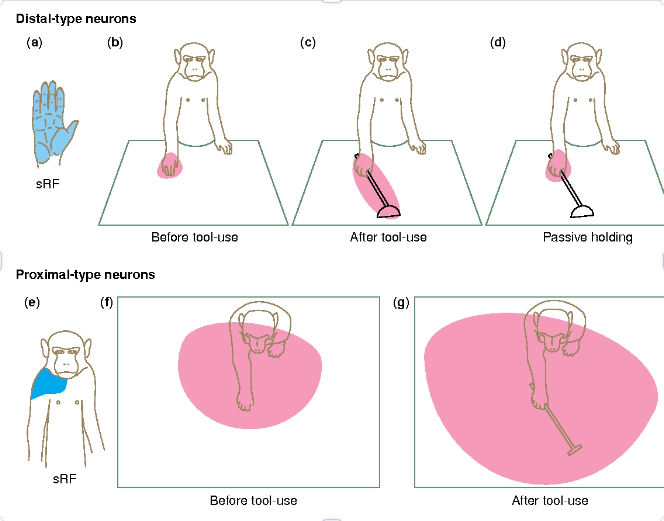 Distal-type neurons
(a)
(b)
(c)
(d)
sRF
Before tool-use
After tool-use
Passive holding
Proximal-type neurons
(e)
(f)
(g)
sRF
Before tool-use
After tool-use